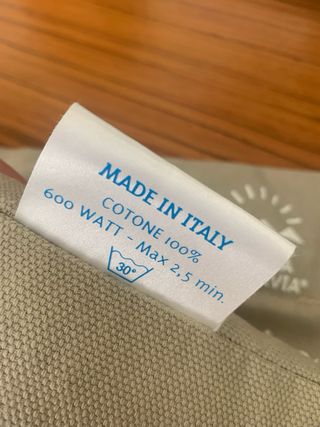 MADE IN ITALY
COTONE 100%
600 WATT - Max 2,5 min.
30°